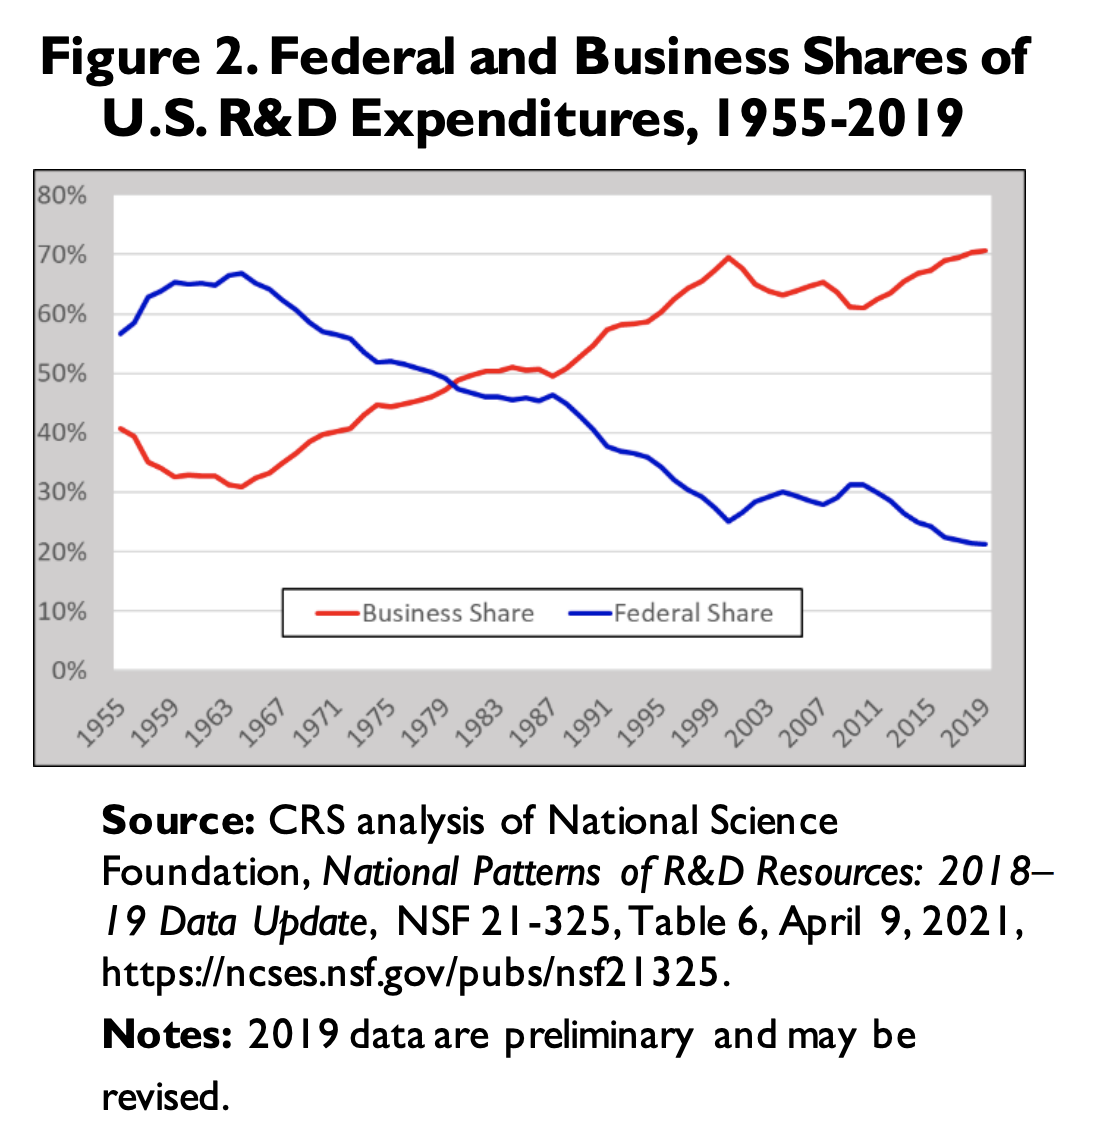 Figure 2. Federal and Business Shares of
U.S. R&D Expenditures, 1955-2019
80%
70%
60%
50%
40%
30%
20%
10%
0%
Business Share Federal Share
1955 1959 1963 1967 1971 1975 1979 1983 1987 1991 1995 1999 2003 2007 2011 2015 2019
Source: CRS analysis of National Science
Foundation, National Patterns of R&D Resources: 2018–
19 Data Update, NSF 21-325, Table 6, April 9, 2021,
https://ncses.nsf.gov/pubs/nsf21325.
Notes: 2019 data are preliminary and may be
revised.